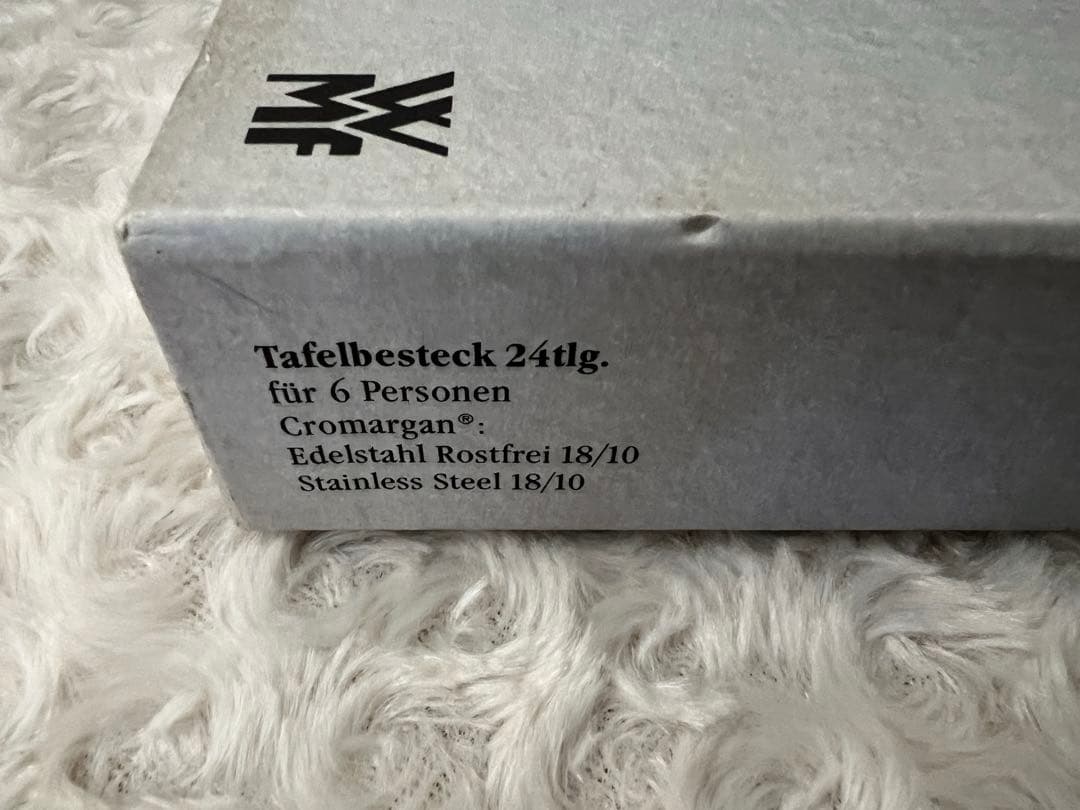 WMF
Tafelbesteck 24tlg.
für 6 Personen
Cromargan®:
Edelstahl Rostfrei 18/10
Stainless Steel 18/10